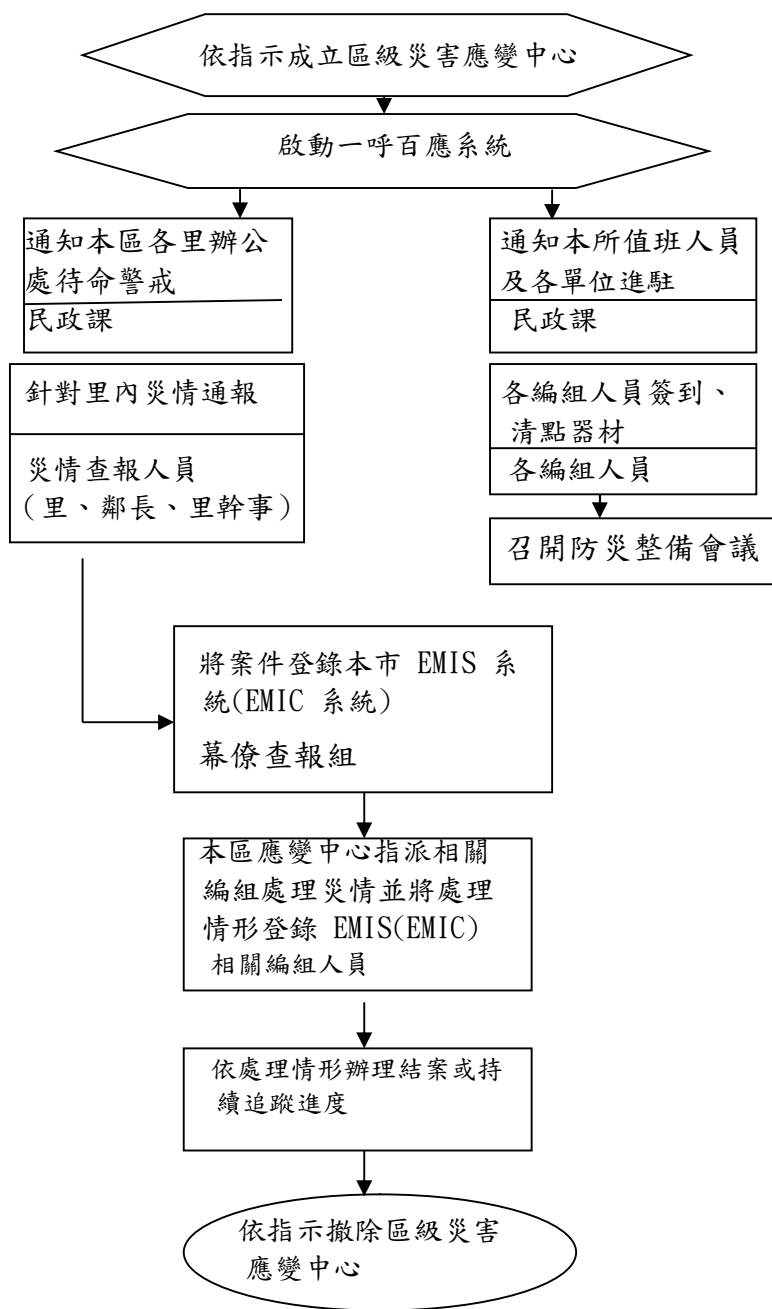 依指示成立區級災害應變中心
啟動一呼百應系統
通知本區各里辦公
處待命警戒
民政課
通知本所值班人員
及各單位進駐
民政課
針對里內災情通報
災情查報人員
(里、鄰長、里幹事)
各編組人員簽到、
清點器材
各編組人員
召開防災整備會議
將案件登錄本市 EMIS 系
統(EMIC 系統)
幕僚查報組
本區應變中心指派相關
編組處理災情並將處理
情形登錄 EMIS(EMIC)
相關編組人員
依處理情形辦理結案或持
續追蹤進度
依指示撤除區級災害
應變中心